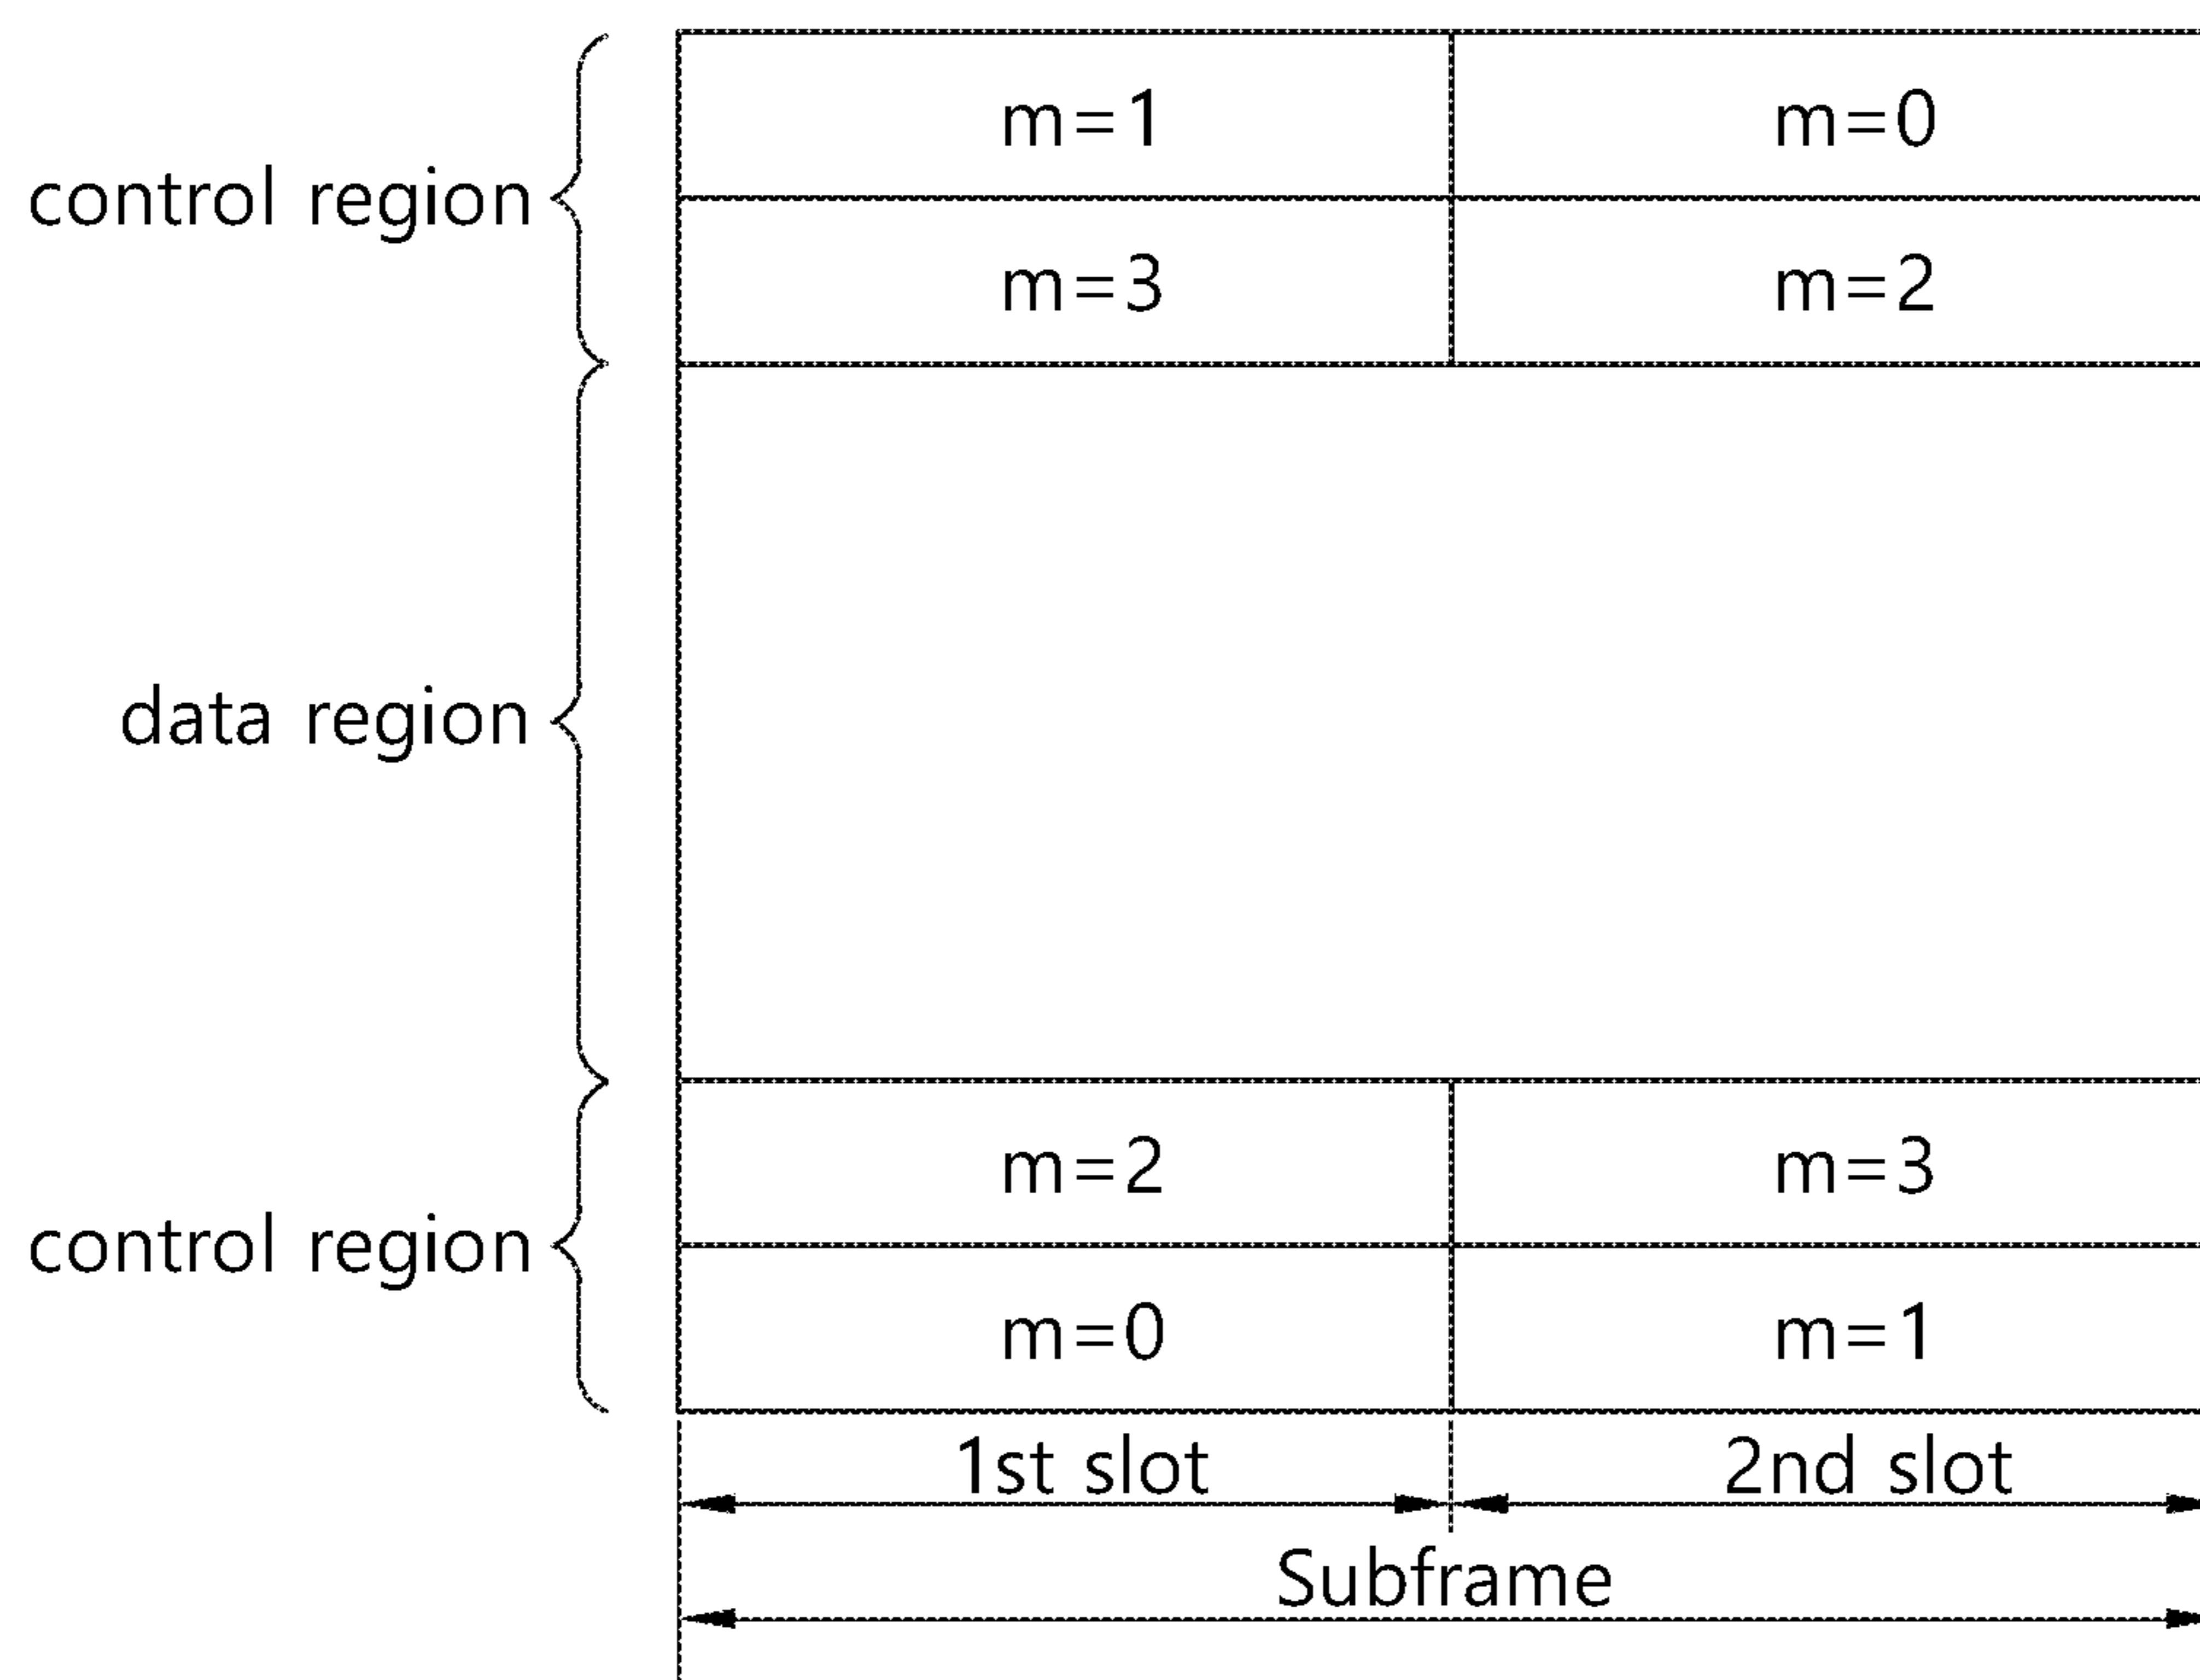 m=1 m=0
control region
m=3 m=2
data region
m=2 m=3
control region
m=0 m=1
1st slot 2nd slot
Subframe